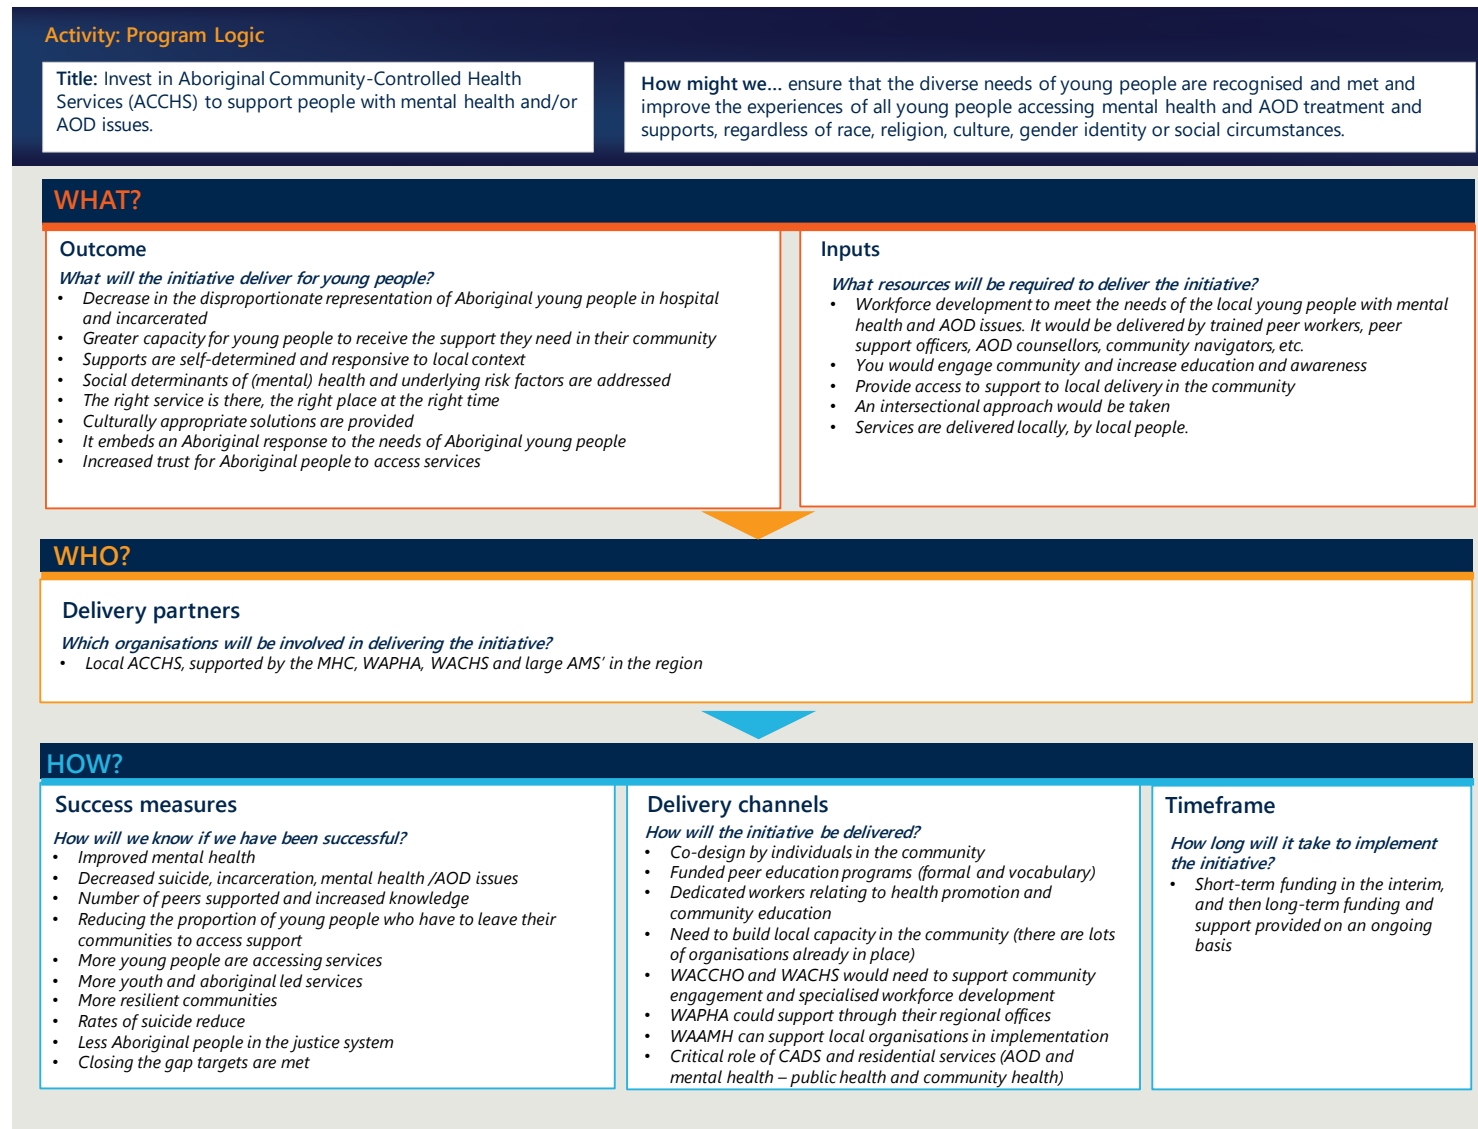 Activity: Program Logic
Title: Invest in Aboriginal Community-Controlled Health
Services (ACCHS) to support people with mental health and/or
AOD issues.
How might we... ensure that the diverse needs of young people are recognised and met and
improve the experiences of all young people accessing mental health and AOD treatment and
supports, regardless of race, religion, culture, gender identity or social circumstances.
WHAT?
Outcome
What will the initiative deliver for young people?
• Decrease in the disproportionate representation of Aboriginal young people in hospital
and incarcerated
• Greater capacity for young people to receive the support they need in their community
• Supports are self-determined and responsive to local context
• Social determinants of (mental) health and underlying risk factors are addressed
• The right service is there, the right place at the right time
• Culturally appropriate solutions are provided
• It embeds an Aboriginal response to the needs of Aboriginal young people
• Increased trust for Aboriginal people to access services
Inputs
What resources will be required to deliver the initiative?
• Workforce development to meet the needs of the local young people with mental
health and AOD issues. It would be delivered by trained peer workers, peer
support officers, AOD counsellors, community navigators, etc.
• You would engage community and increase education and awareness
• Provide access to support to local delivery in the community
• An intersectional approach would be taken
• Services are delivered locally, by local people.
WHO?
Delivery partners
Which organisations will be involved in delivering the initiative?
• Local ACCHS, supported by the MHC, WAPHA, WACHS and large AMS’ in the region
HOW?
Success measures
How will we know if we have been successful?
• Improved mental health
• Decreased suicide, incarceration, mental health /AOD issues
• Number of peers supported and increased knowledge
• Reducing the proportion of young people who have to leave their
communities to access support
• More young people are accessing services
• More youth and aboriginal led services
• More resilient communities
• Rates of suicide reduce
• Less Aboriginal people in the justice system
• Closing the gap targets are met
Delivery channels
How will the initiative be delivered?
• Co-design by individuals in the community
• Funded peer education programs (formal and vocabulary)
• Dedicated workers relating to health promotion and
community education
• Need to build local capacity in the community (there are lots
of organisations already in place)
• WACCHO and WACHS would need to support community
engagement and specialised workforce development
• WAPHA could support through their regional offices
• WAAMH can support local organisations in implementation
• Critical role of CADS and residential services (AOD and
mental health – public health and community health)
Timeframe
How long will it take to implement
the initiative?
• Short-term funding in the interim,
and then long-term funding and
support provided on an ongoing
basis